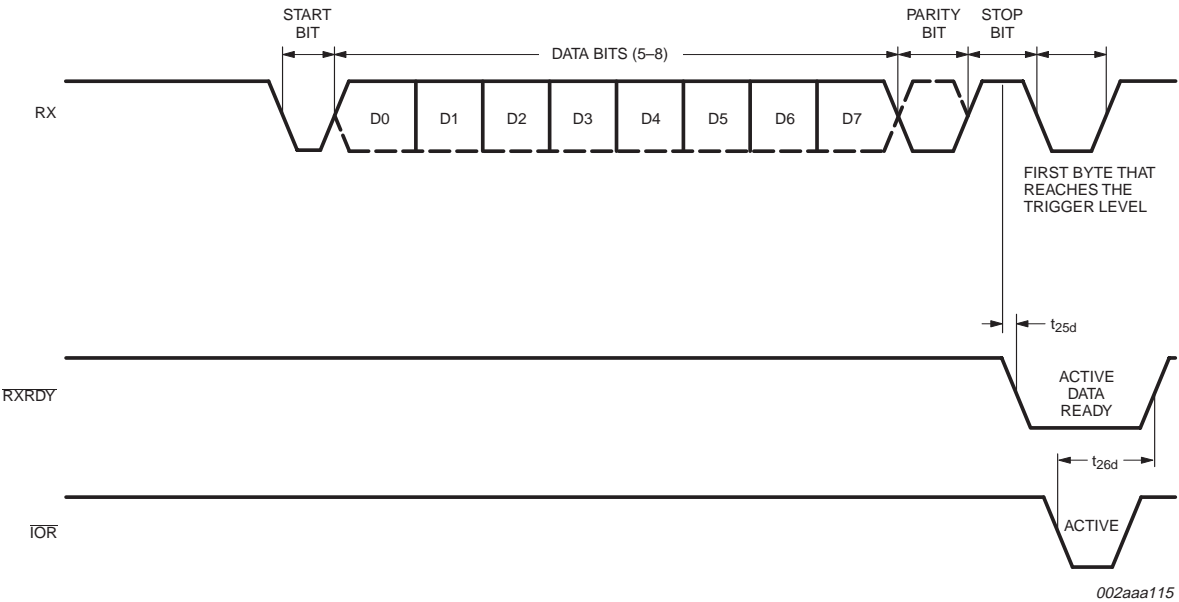 START
BIT
DATA BITS (5–8)
PARITY
BIT
STOP
BIT
RX
D0
D1
D2
D3
D4
D5
D6
D7
FIRST BYTE THAT
REACHES THE
TRIGGER LEVEL
t25d
RXRDY
ACTIVE
DATA
READY
t26d
IOR
ACTIVE
002aaa115